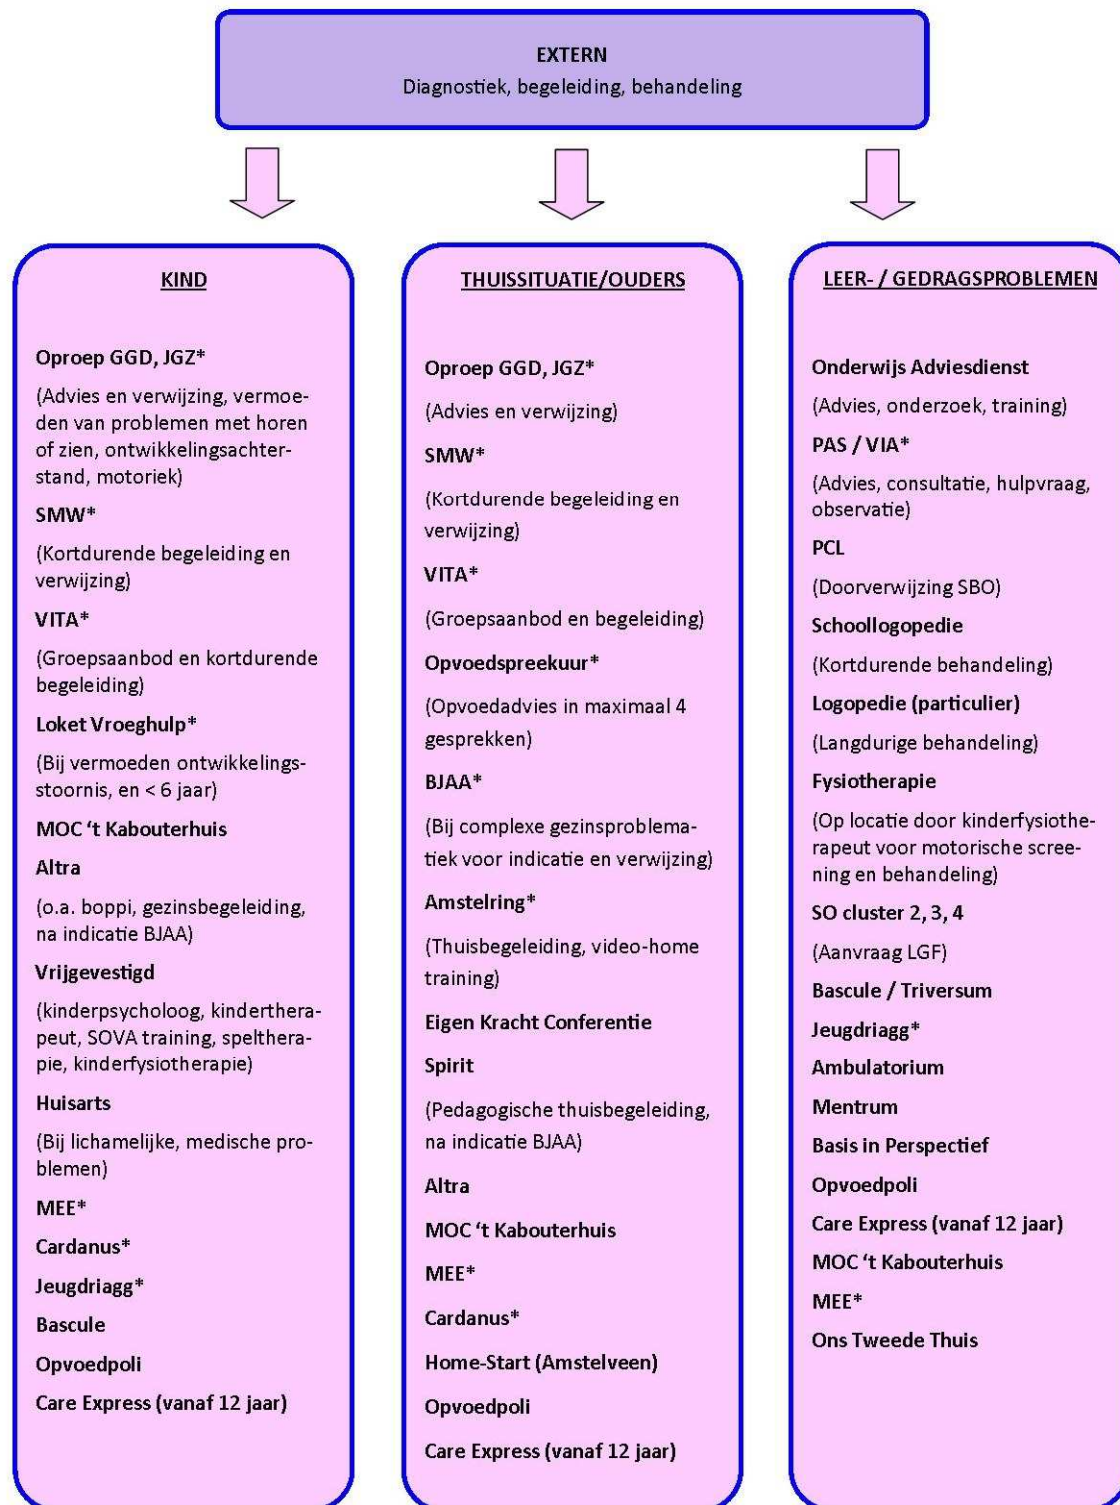 EXTERN
Diagnostiek, begeleiding, behandeling
KIND
Oproep GGD, JGZ*
(Advies en verwijzing, vermoe-
den van problemen met horen
of zien, ontwikkelingsachter-
stand, motoriek)
SMW*
(Kortdurende begeleiding en
verwijzing)
VITA*
(Groepsaanbod en kortdurende
begeleiding)
Loket Vroeghulp*
(Bij vermoeden ontwikkelings-
stoornis, en < 6 jaar)
MOC ‘t Kabouterhuis
Altra
(o.a. boppi, gezinsbegeleiding,
na indicatie BJAA)
Vrijgevestigd
(kinderpsycholoog, kinderthera-
peut, SOVA training, spelthera-
pie, kinderfysiotherapie)
Huisarts
(Bij lichamelijke, medische pro-
blemen)
MEE*
Cardanus*
Jeugdriagg*
Bascule
Opvoedpoli
Care Express (vanaf 12 jaar)
THUISSITUATIE/OUDERS
Oproep GGD, JGZ*
(Advies en verwijzing)
SMW*
(Kortdurende begeleiding en
verwijzing)
VITA*
(Groepsaanbod en begeleiding)
Opvoedspreekuur*
(Opvoedadvies in maximaal 4
gesprekken)
BJAA*
(Bij complexe gezinsproblema-
tiek voor indicatie en verwijzing)
Amstelring*
(Thuisbegeleiding, video-home
training)
Eigen Kracht Conferentie
Spirit
(Pedagogische thuisbegeleiding,
na indicatie BJAA)
Altra
MOC ‘t Kabouterhuis
MEE*
Cardanus*
Home-Start (Amstelveen)
Opvoedpoli
Care Express (vanaf 12 jaar)
LEER- / GEDRAGSPROBLEMEN
Onderwijs Adviesdienst
(Advies, onderzoek, training)
PAS / VIA*
(Advies, consultatie, hulpvraag,
observatie)
PCL
(Doorverwijzing SBO)
Schoollogopedie
(Kortdurende behandeling)
Logopedie (particulier)
(Langdurige behandeling)
Fysiotherapie
(Op locatie door kinderfysiothe-
rapeut voor motorische scree-
ning en behandeling)
SO cluster 2, 3, 4
(Aanvraag LGF)
Bascule / Triversum
Jeugdriagg*
Ambulatorium
Mentrum
Basis in Perspectief
Opvoedpoli
Care Express (vanaf 12 jaar)
MOC ‘t Kabouterhuis
MEE*
Ons Tweede Thuis